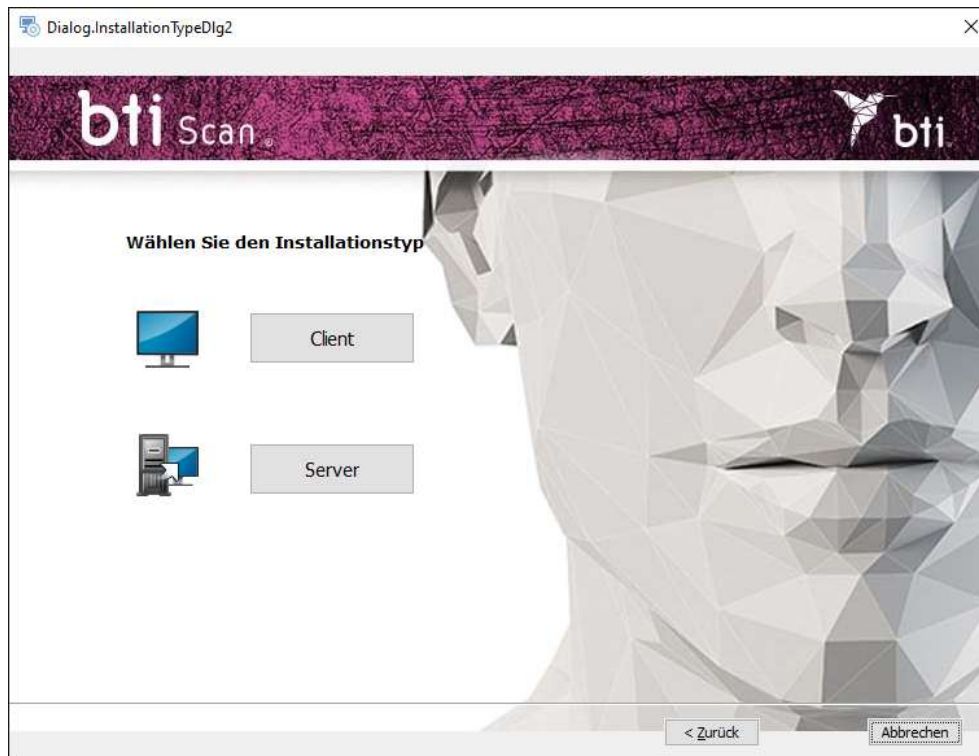 Dialog.InstallationTypeDlg2
bti Scan ®
bti
Wählen Sie den Installationstyp
Client
Server
< Zurück
Abbrechen